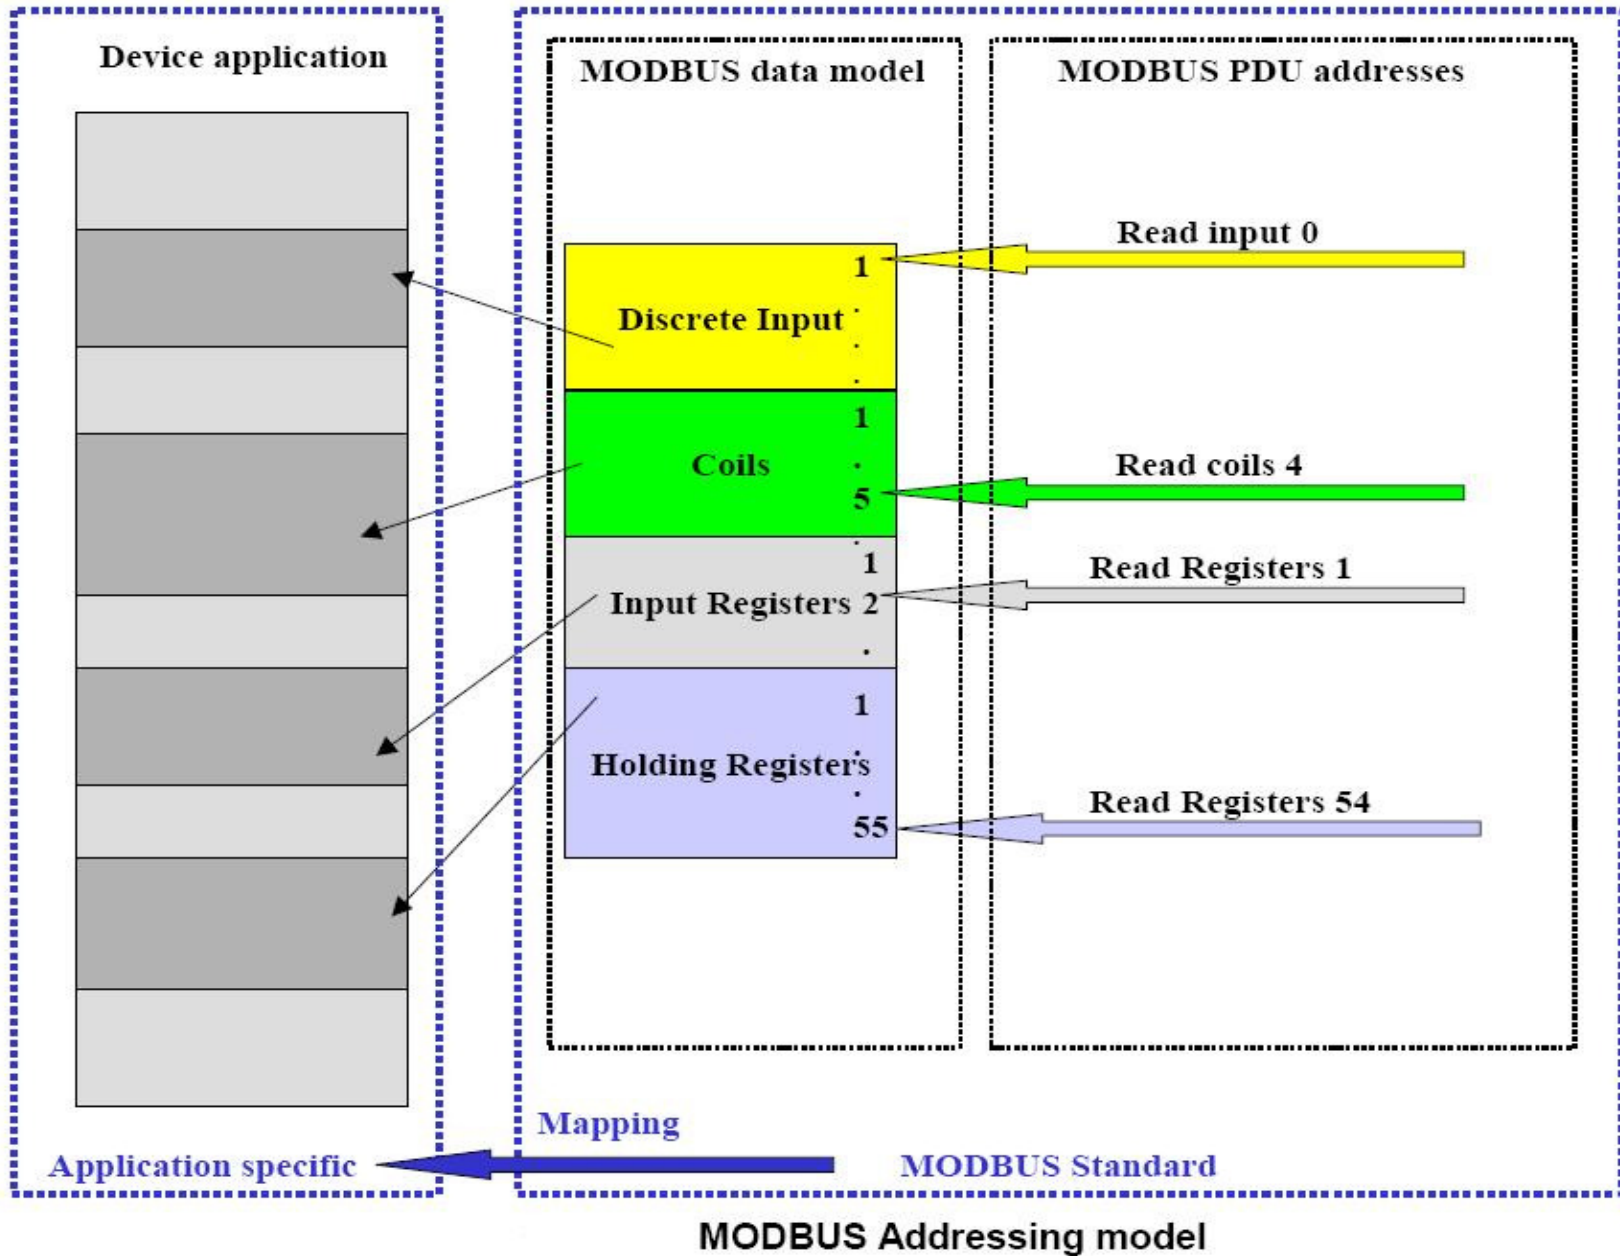 Device application
MODBUS data model
MODBUS PDU addresses
1
Discrete Input
.
.
.
Read input 0
1
Coils
.
5
.
Read coils 4
1
Input Registers 2
.
Read Registers 1
1
.
Holding Registers
.
55
Read Registers 54
Mapping
Application specific
MODBUS Standard
MODBUS Addressing model